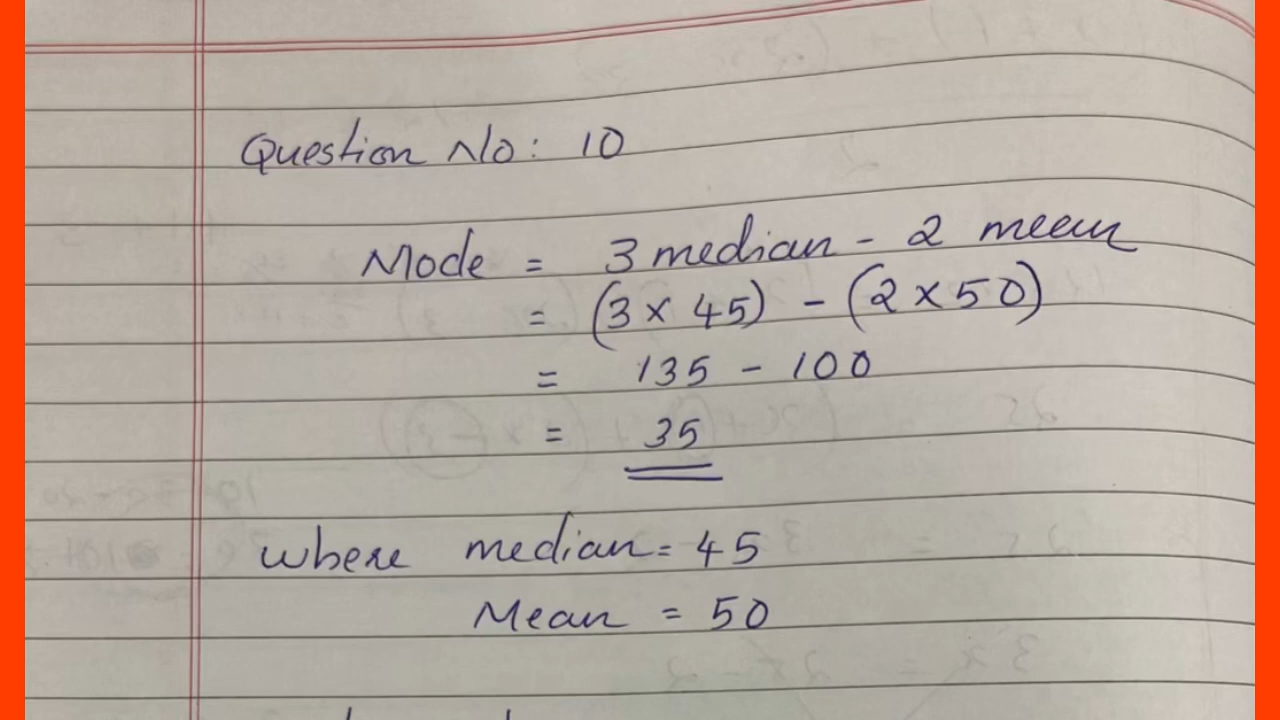 Question No: 10
Mode = 3 median - 2 mean
= (3 x 45) - (2 x 50)
= 135 - 100
= 35
where median = 45
Mean = 50